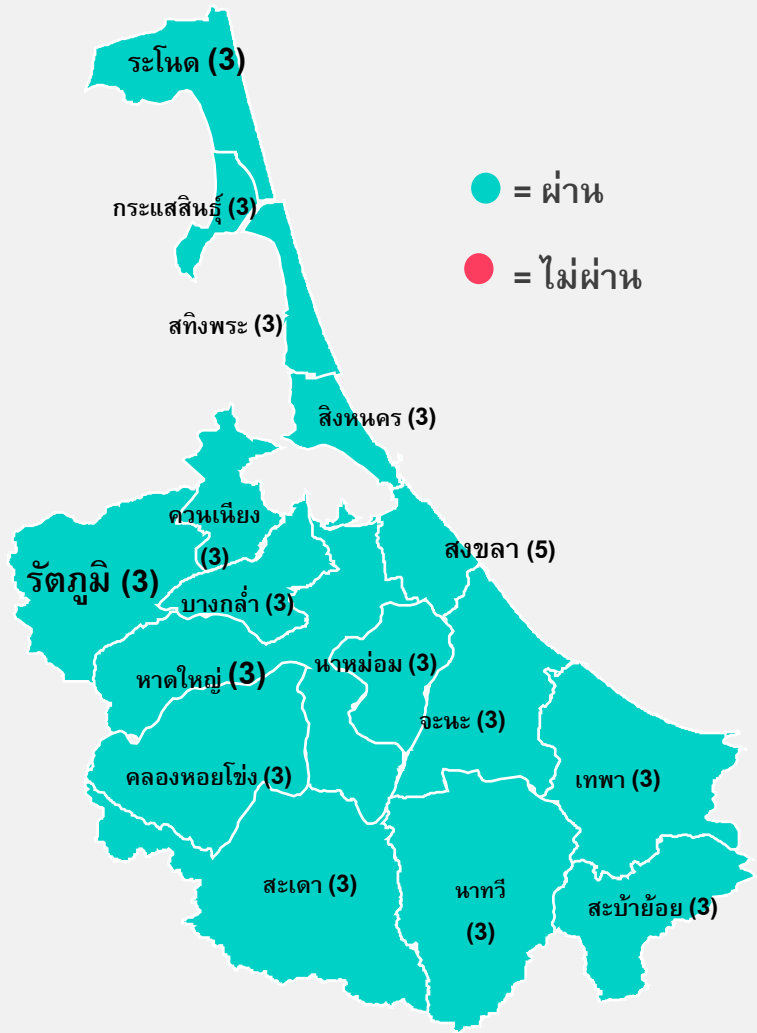 ระโนด (3)
= ผ่าน
กระแสสินธุ์ (3)
= ไม่ผ่าน
สทิงพระ (3)
สิงหนคร (3)
ควนเนียง
(3)
สงขลา (5)
รัตภูมิ (3)
บางกล่ำ (3)
นาหม่อม (3)
หาดใหญ่ (3)
จะนะ (3)
คลองหอยโข่ง (3)
เทพา (3)
สะเดา (3)
นาทวี
(3)
สะบ้าย้อย (3)